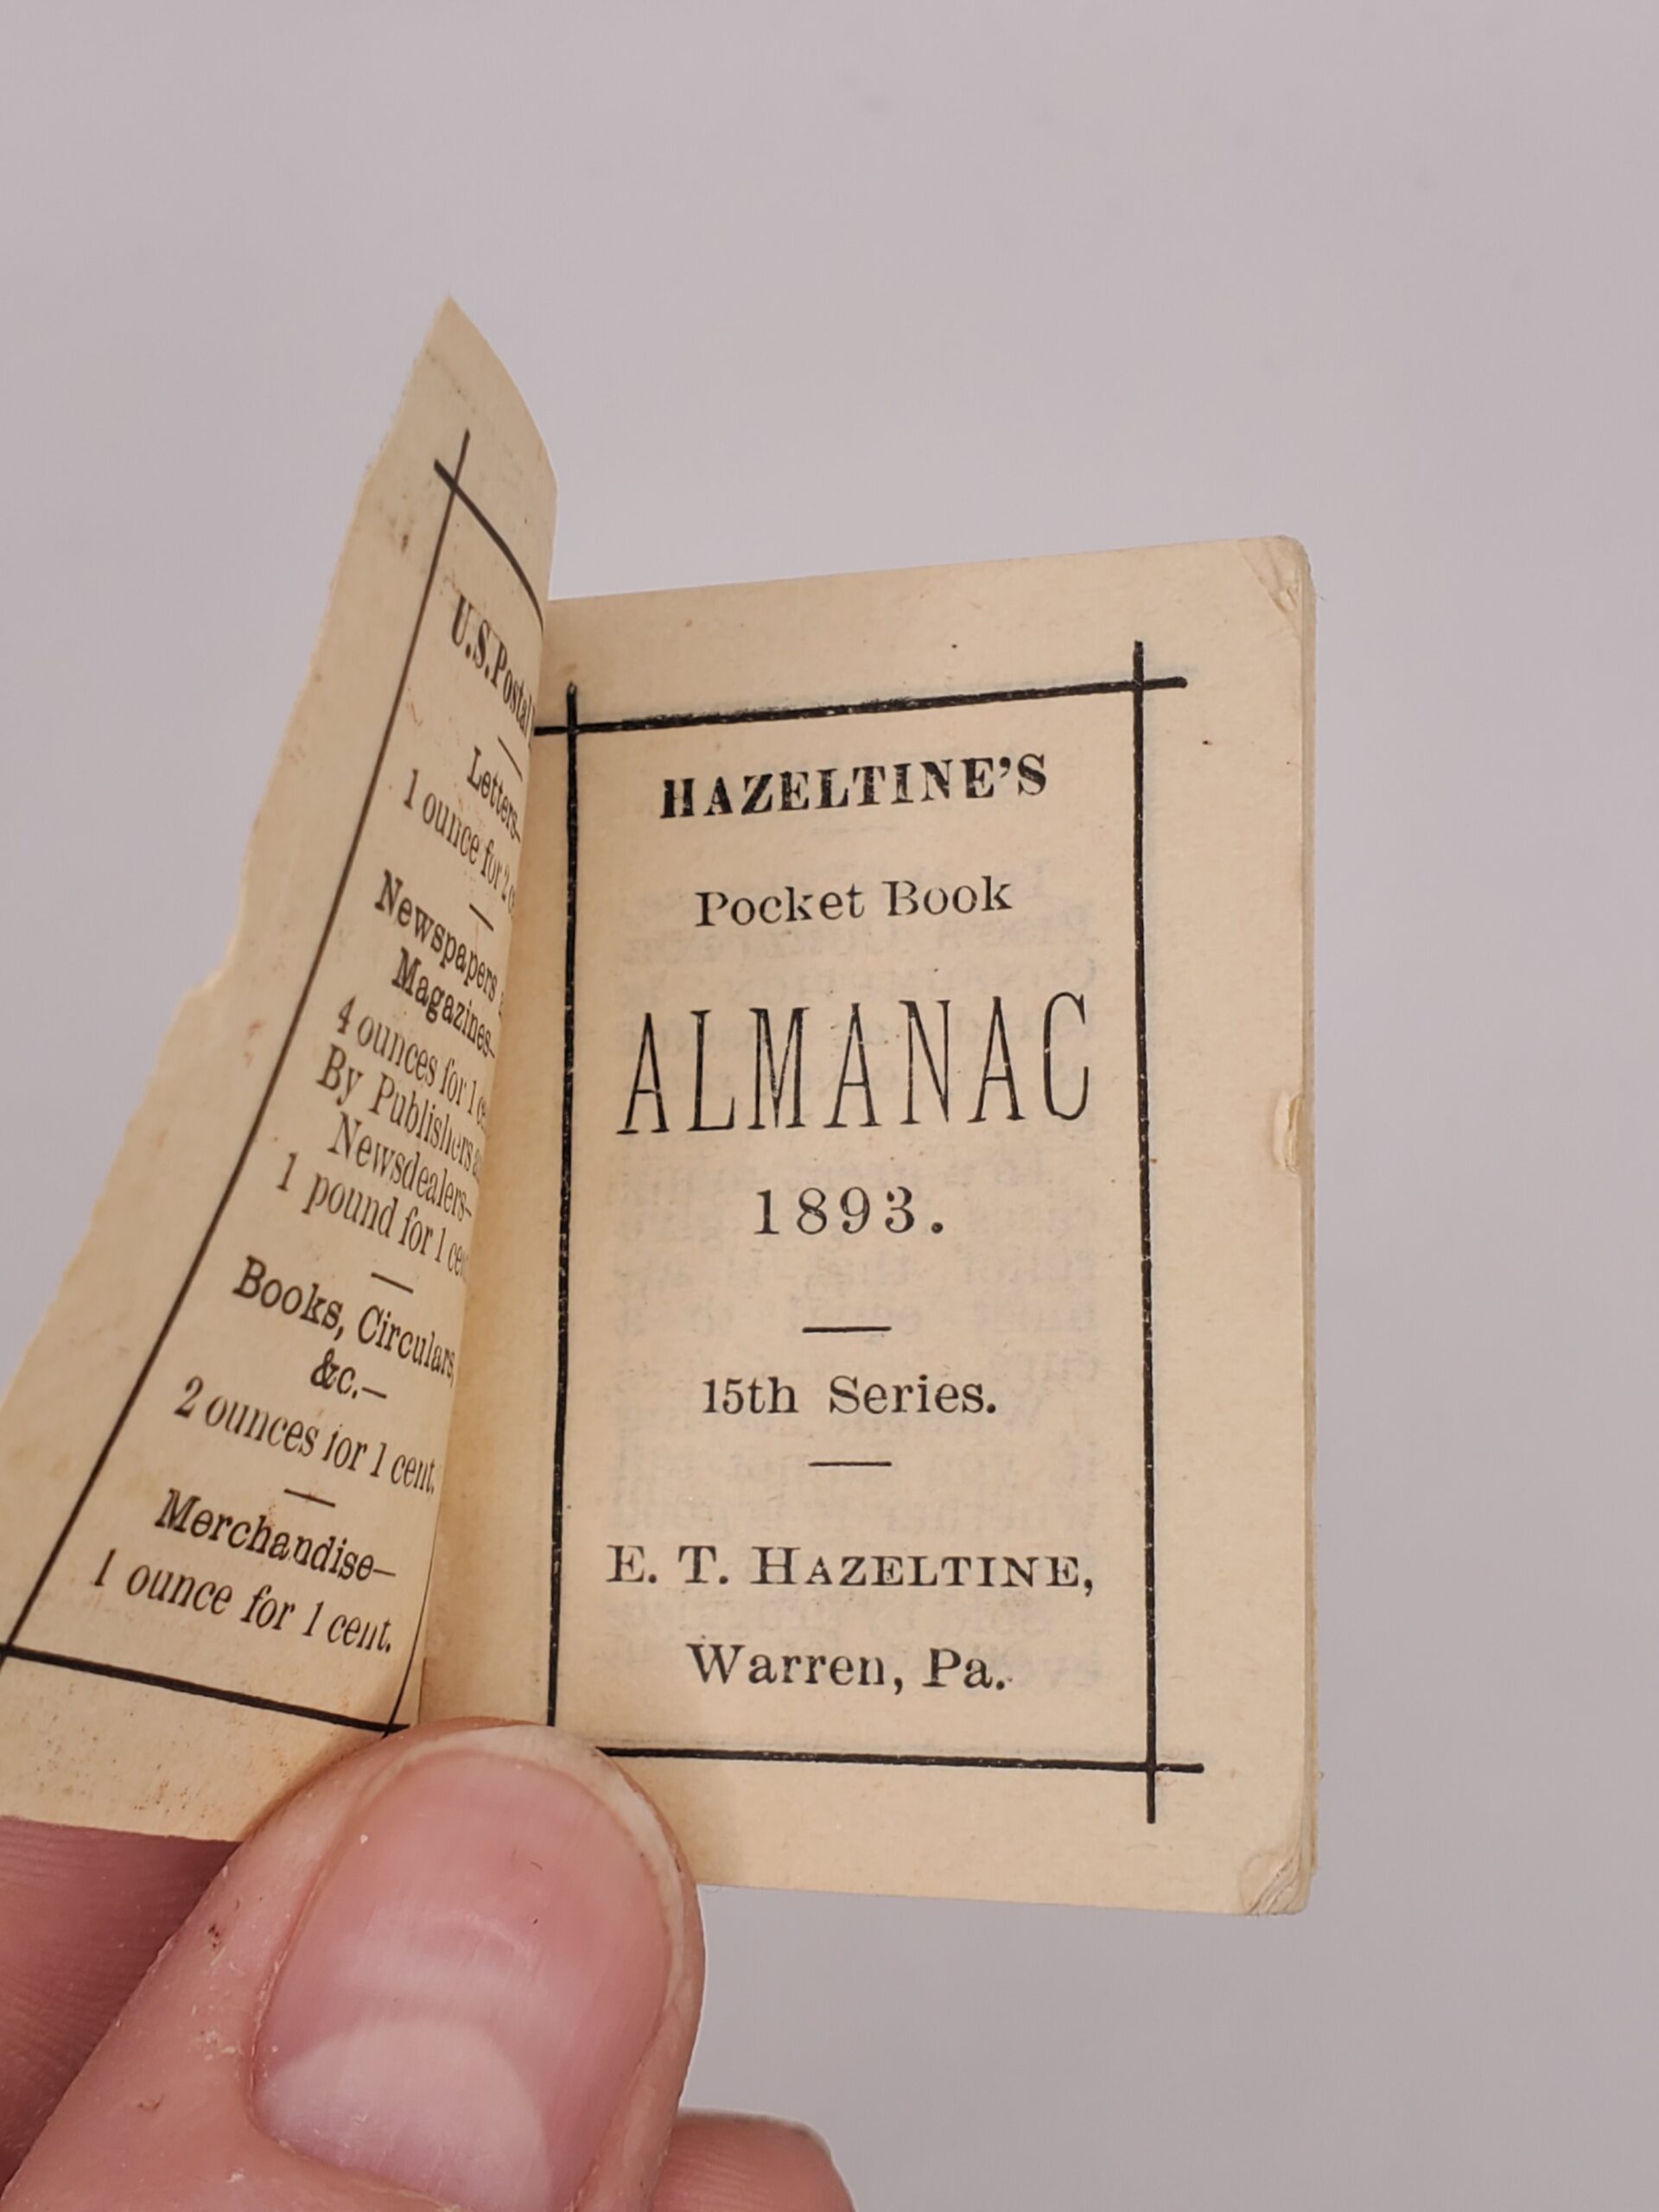 U.S. Postal
Letters—
1 ounce for 2
Newspapers
Magazines—
4 ounces for 1
By Publishers
Newsdealers—
1 pound for 1
Books, Circulars,
&c.—
2 ounces for 1 cent.
Merchandise—
1 ounce for 1 cent.
HAZELTINE'S
Pocket Book
ALMANAC
1893.
15th Series.
E. T. HAZELTINE,
Warren, Pa.